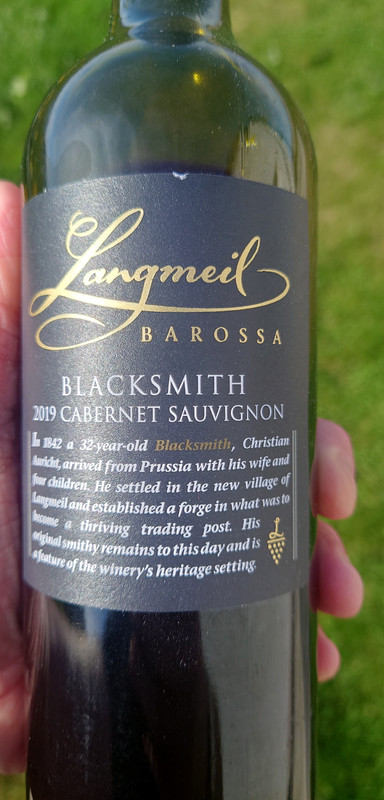 Langmeil
BAROSSA
BLACKSMITH
2019 CABERNET SAUVIGNON
In 1842 a 32-year-old Blacksmith, Christian
Auricht, arrived from Prussia with his wife and
four children. He settled in the new village of
Langmeil and established a forge in what was to
become a thriving trading post. His
original smithy remains to this day and is
a feature of the winery's heritage setting.
L